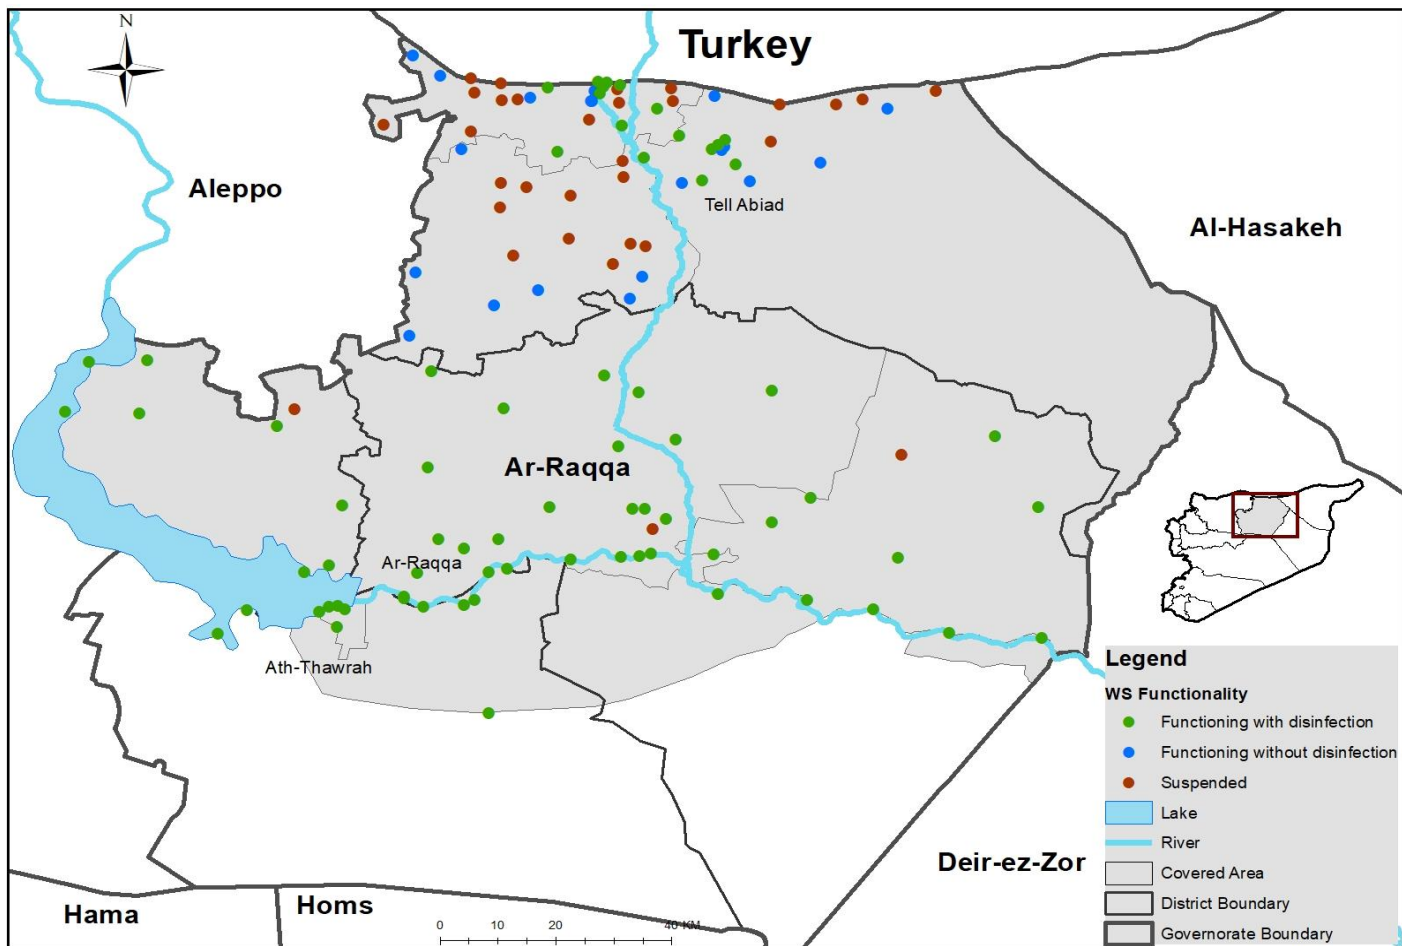 N
Turkey
Aleppo
Al-Hasakeh
Tell Abiad
Ar-Raqqa
Ar-Raqqa
Ath-Thawrah
Deir-ez-Zor
Hama
Homs
0 10 20 40 KM
Legend
WS Functionality
Functioning with disinfection
Functioning without disinfection
Suspended
Lake
River
Covered Area
District Boundary
Governorate Boundary